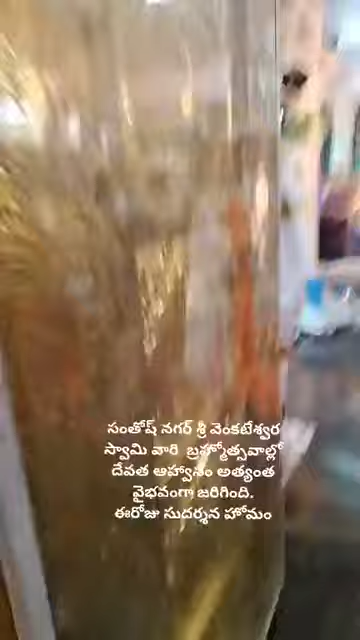 సంతోష్ నగర్ శ్రీ వెంకటేశ్వర
స్వామి వారి బ్రహ్మోత్సవాల్లో
దేవత ఆహ్వానం అత్యంత
వైభవంగా జరిగింది.
ఈరోజు సుదర్శన హోమం